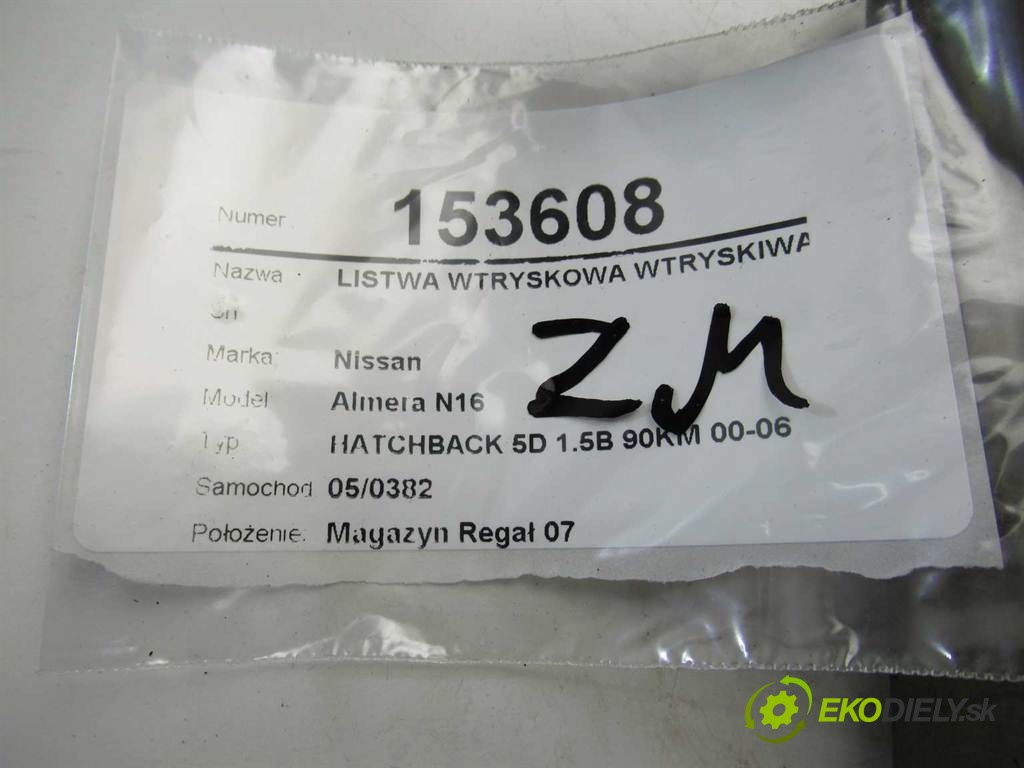 Numer 153608
Nazwa LISTWA WTRYSKOWA WTRYSKIWA
Marka: Nissan
Model Almera N16
Typ HATCHBACK 5D 1.5B 90KM 00-06
Samochod 05/0382
Położenie: Magazyn Regał 07
ZM
EKODIELY.sk